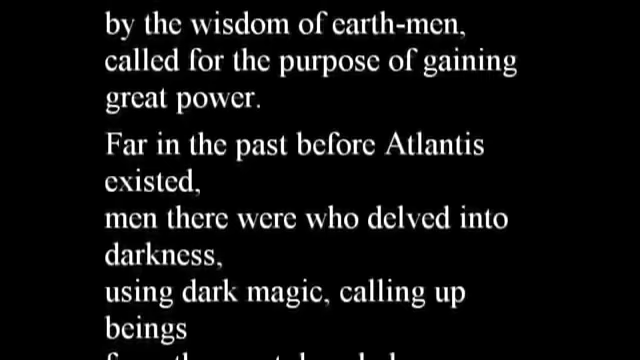 by the wisdom of earth-men,
called for the purpose of gaining
great power.
Far in the past before Atlantis
existed,
men there were who delved into
darkness,
using dark magic, calling up
beings